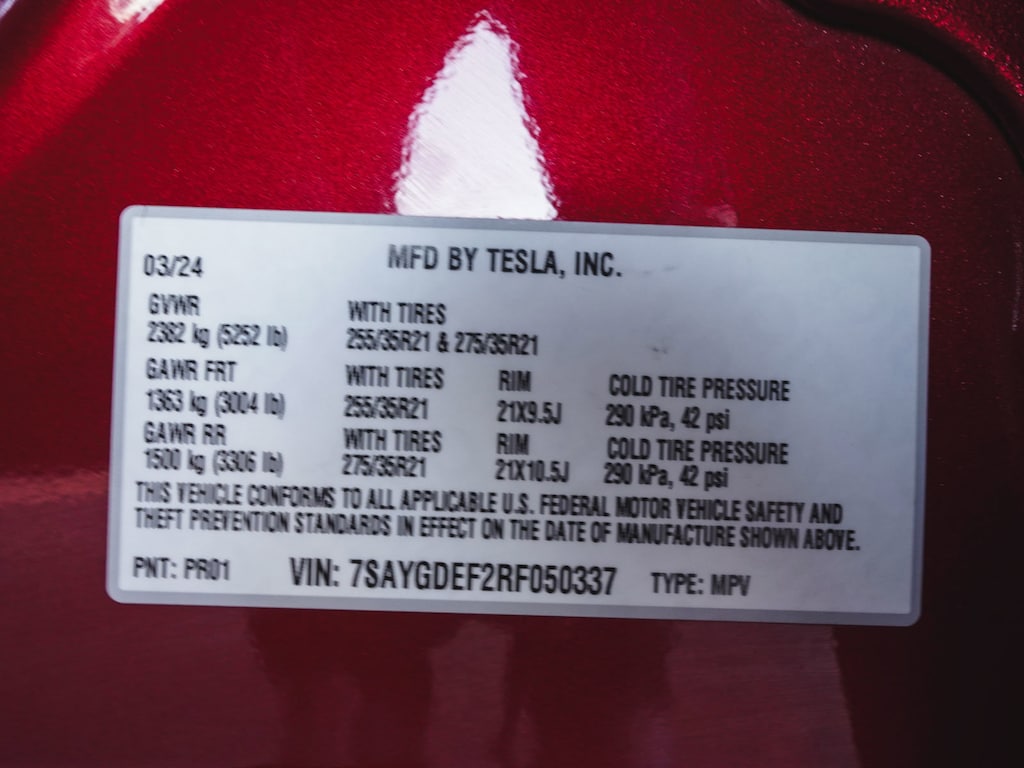 03/24 MFD BY TESLA, INC.
GVWR WITH TIRES
2382 kg (5252 lb) 255/35R21 & 275/35R21
GAWR FRT WITH TIRES RIM COLD TIRE PRESSURE
1363 kg (3004 lb) 255/35R21 21X9.5J 290 kPa, 42 psi
GAWR RR WITH TIRES RIM COLD TIRE PRESSURE
1500 kg (3306 lb) 275/35R21 21X10.5J 290 kPa, 42 psi
THIS VEHICLE CONFORMS TO ALL APPLICABLE U.S. FEDERAL MOTOR VEHICLE SAFETY AND
THEFT PREVENTION STANDARDS IN EFFECT ON THE DATE OF MANUFACTURE SHOWN ABOVE.
PNT: PR01 VIN: 7SAYGDEF2RF050337 TYPE: MPV